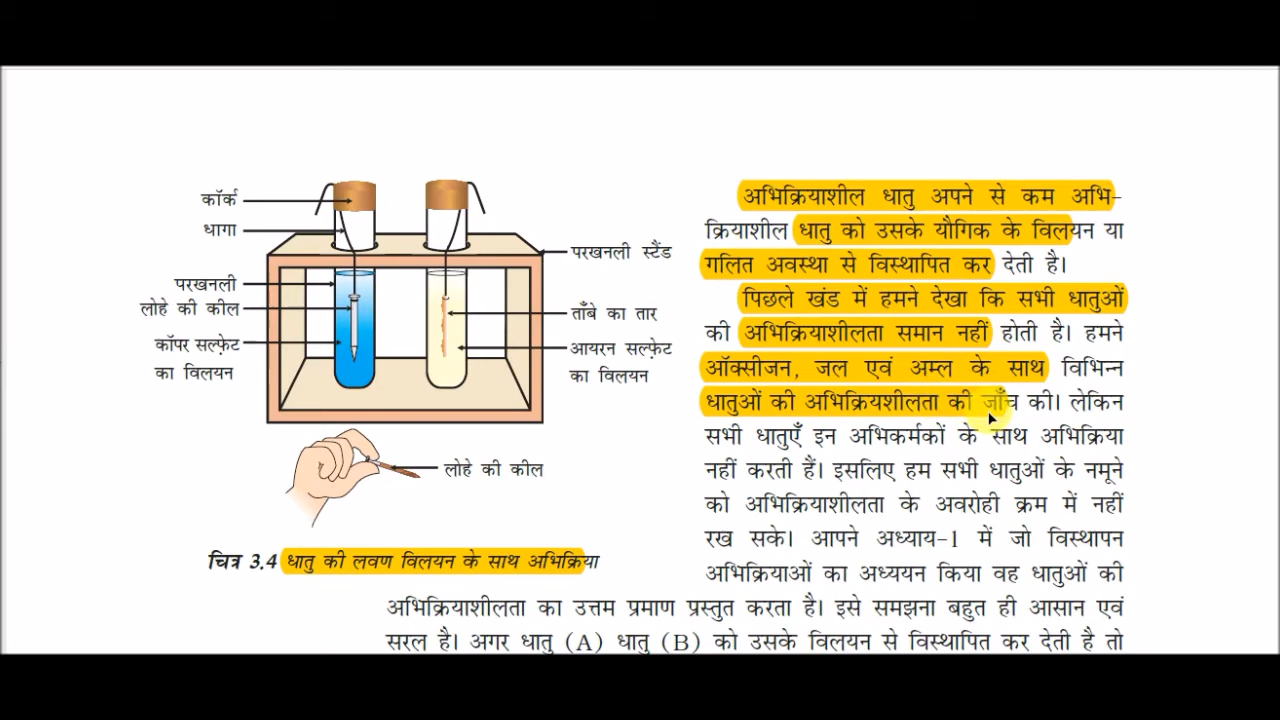 कॉर्क
धागा
परखनली स्टैंड
परखनली
लोहे की कील
ताँबे का तार
कॉपर सल्फ़ेट
का विलयन
आयरन सल्फ़ेट
का विलयन
लोहे की कील
चित्र 3.4 धातु की लवण विलयन के साथ अभिक्रिया
अभिक्रियाशील धातु अपने से कम अभि-
क्रियाशील धातु को उसके यौगिक के विलयन या
गलित अवस्था से विस्थापित कर देती है।
पिछले खंड में हमने देखा कि सभी धातुओं
की अभिक्रियाशीलता समान नहीं होती है। हमने
ऑक्सीजन, जल एवं अम्ल के साथ विभिन्न
धातुओं की अभिक्रियशीलता की जाँच की। लेकिन
सभी धातुएँ इन अभिकर्मकों के साथ अभिक्रिया
नहीं करती हैं। इसलिए हम सभी धातुओं के नमूने
को अभिक्रियाशीलता के अवरोही क्रम में नहीं
रख सके। आपने अध्याय-1 में जो विस्थापन
अभिक्रियाओं का अध्ययन किया वह धातुओं की
अभिक्रियाशीलता का उत्तम प्रमाण प्रस्तुत करता है। इसे समझना बहुत ही आसान एवं
सरल है। अगर धातु (A) धातु (B) को उसके विलयन से विस्थापित कर देती है तो